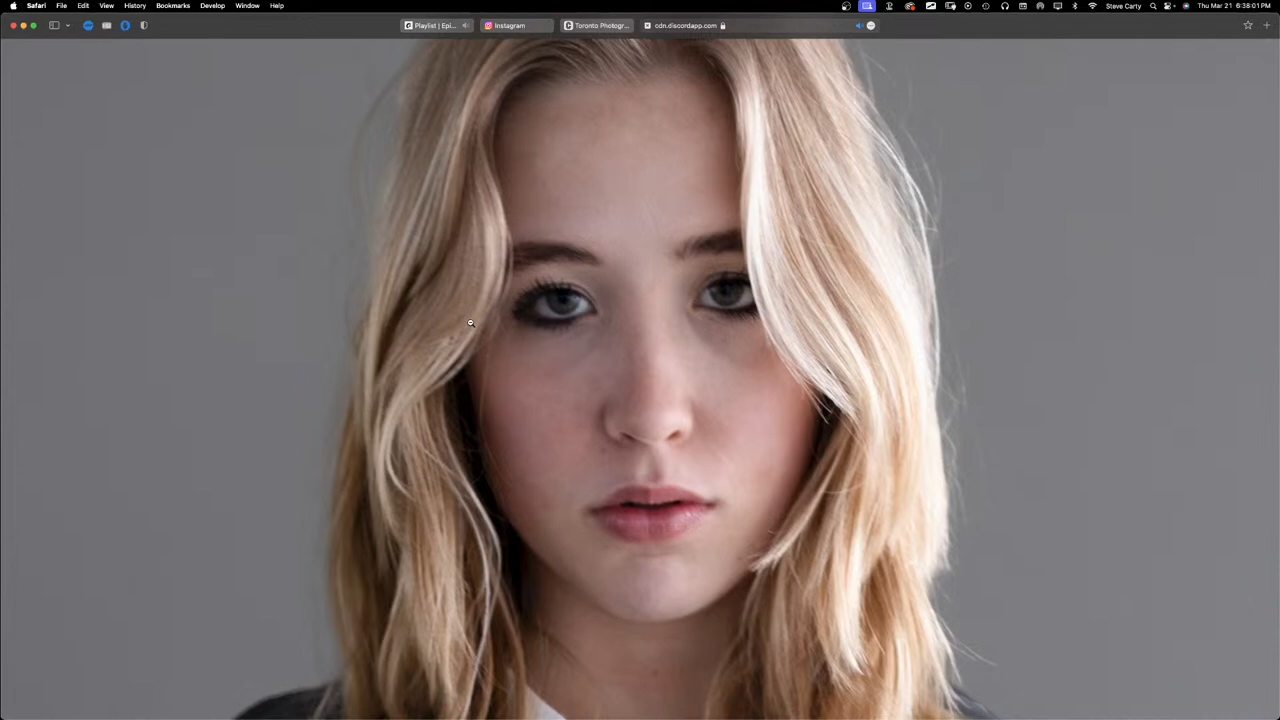 Safari File Edit View History Bookmarks Develop Window Help Steve Carty Thu Mar 21 6:38:01 PM
Playlist | Epi... Instagram Toronto Photogr... cdn.discordapp.com